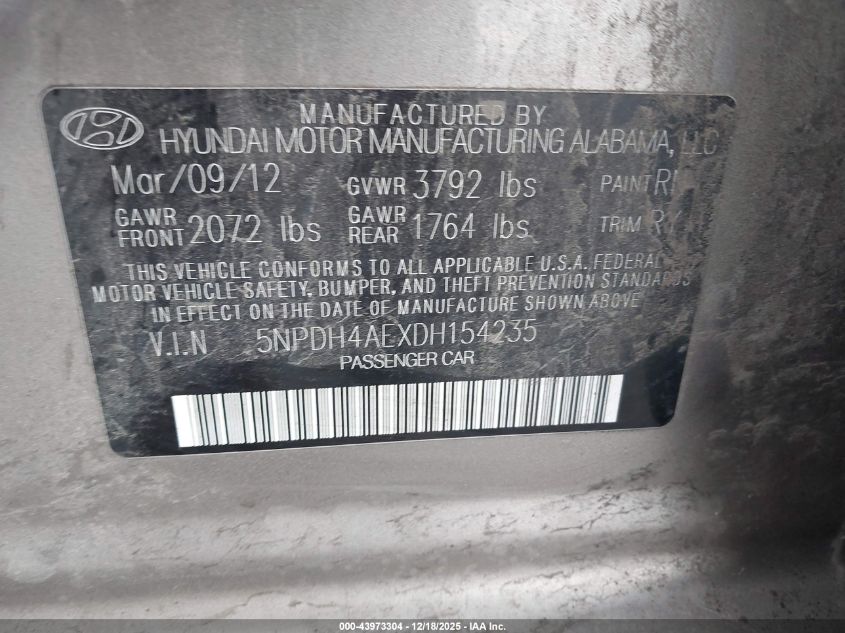 MANUFACTURED BY
HYUNDAI MOTOR MANUFACTURING ALABAMA, LLC
Mar/09/12 GVWR 3792 lbs PAINT
GAWR FRONT 2072 lbs GAWR REAR 1764 lbs TRIM
THIS VEHICLE CONFORMS TO ALL APPLICABLE U.S.A. FEDERAL
MOTOR VEHICLE SAFETY, BUMPER, AND THEFT PREVENTION STANDARDS
IN EFFECT ON THE DATE OF MANUFACTURE SHOWN ABOVE.
V.I.N 5NPDH4AEXDH154235
PASSENGER CAR
000-43973304 - 12/18/2025 - IAA Inc.